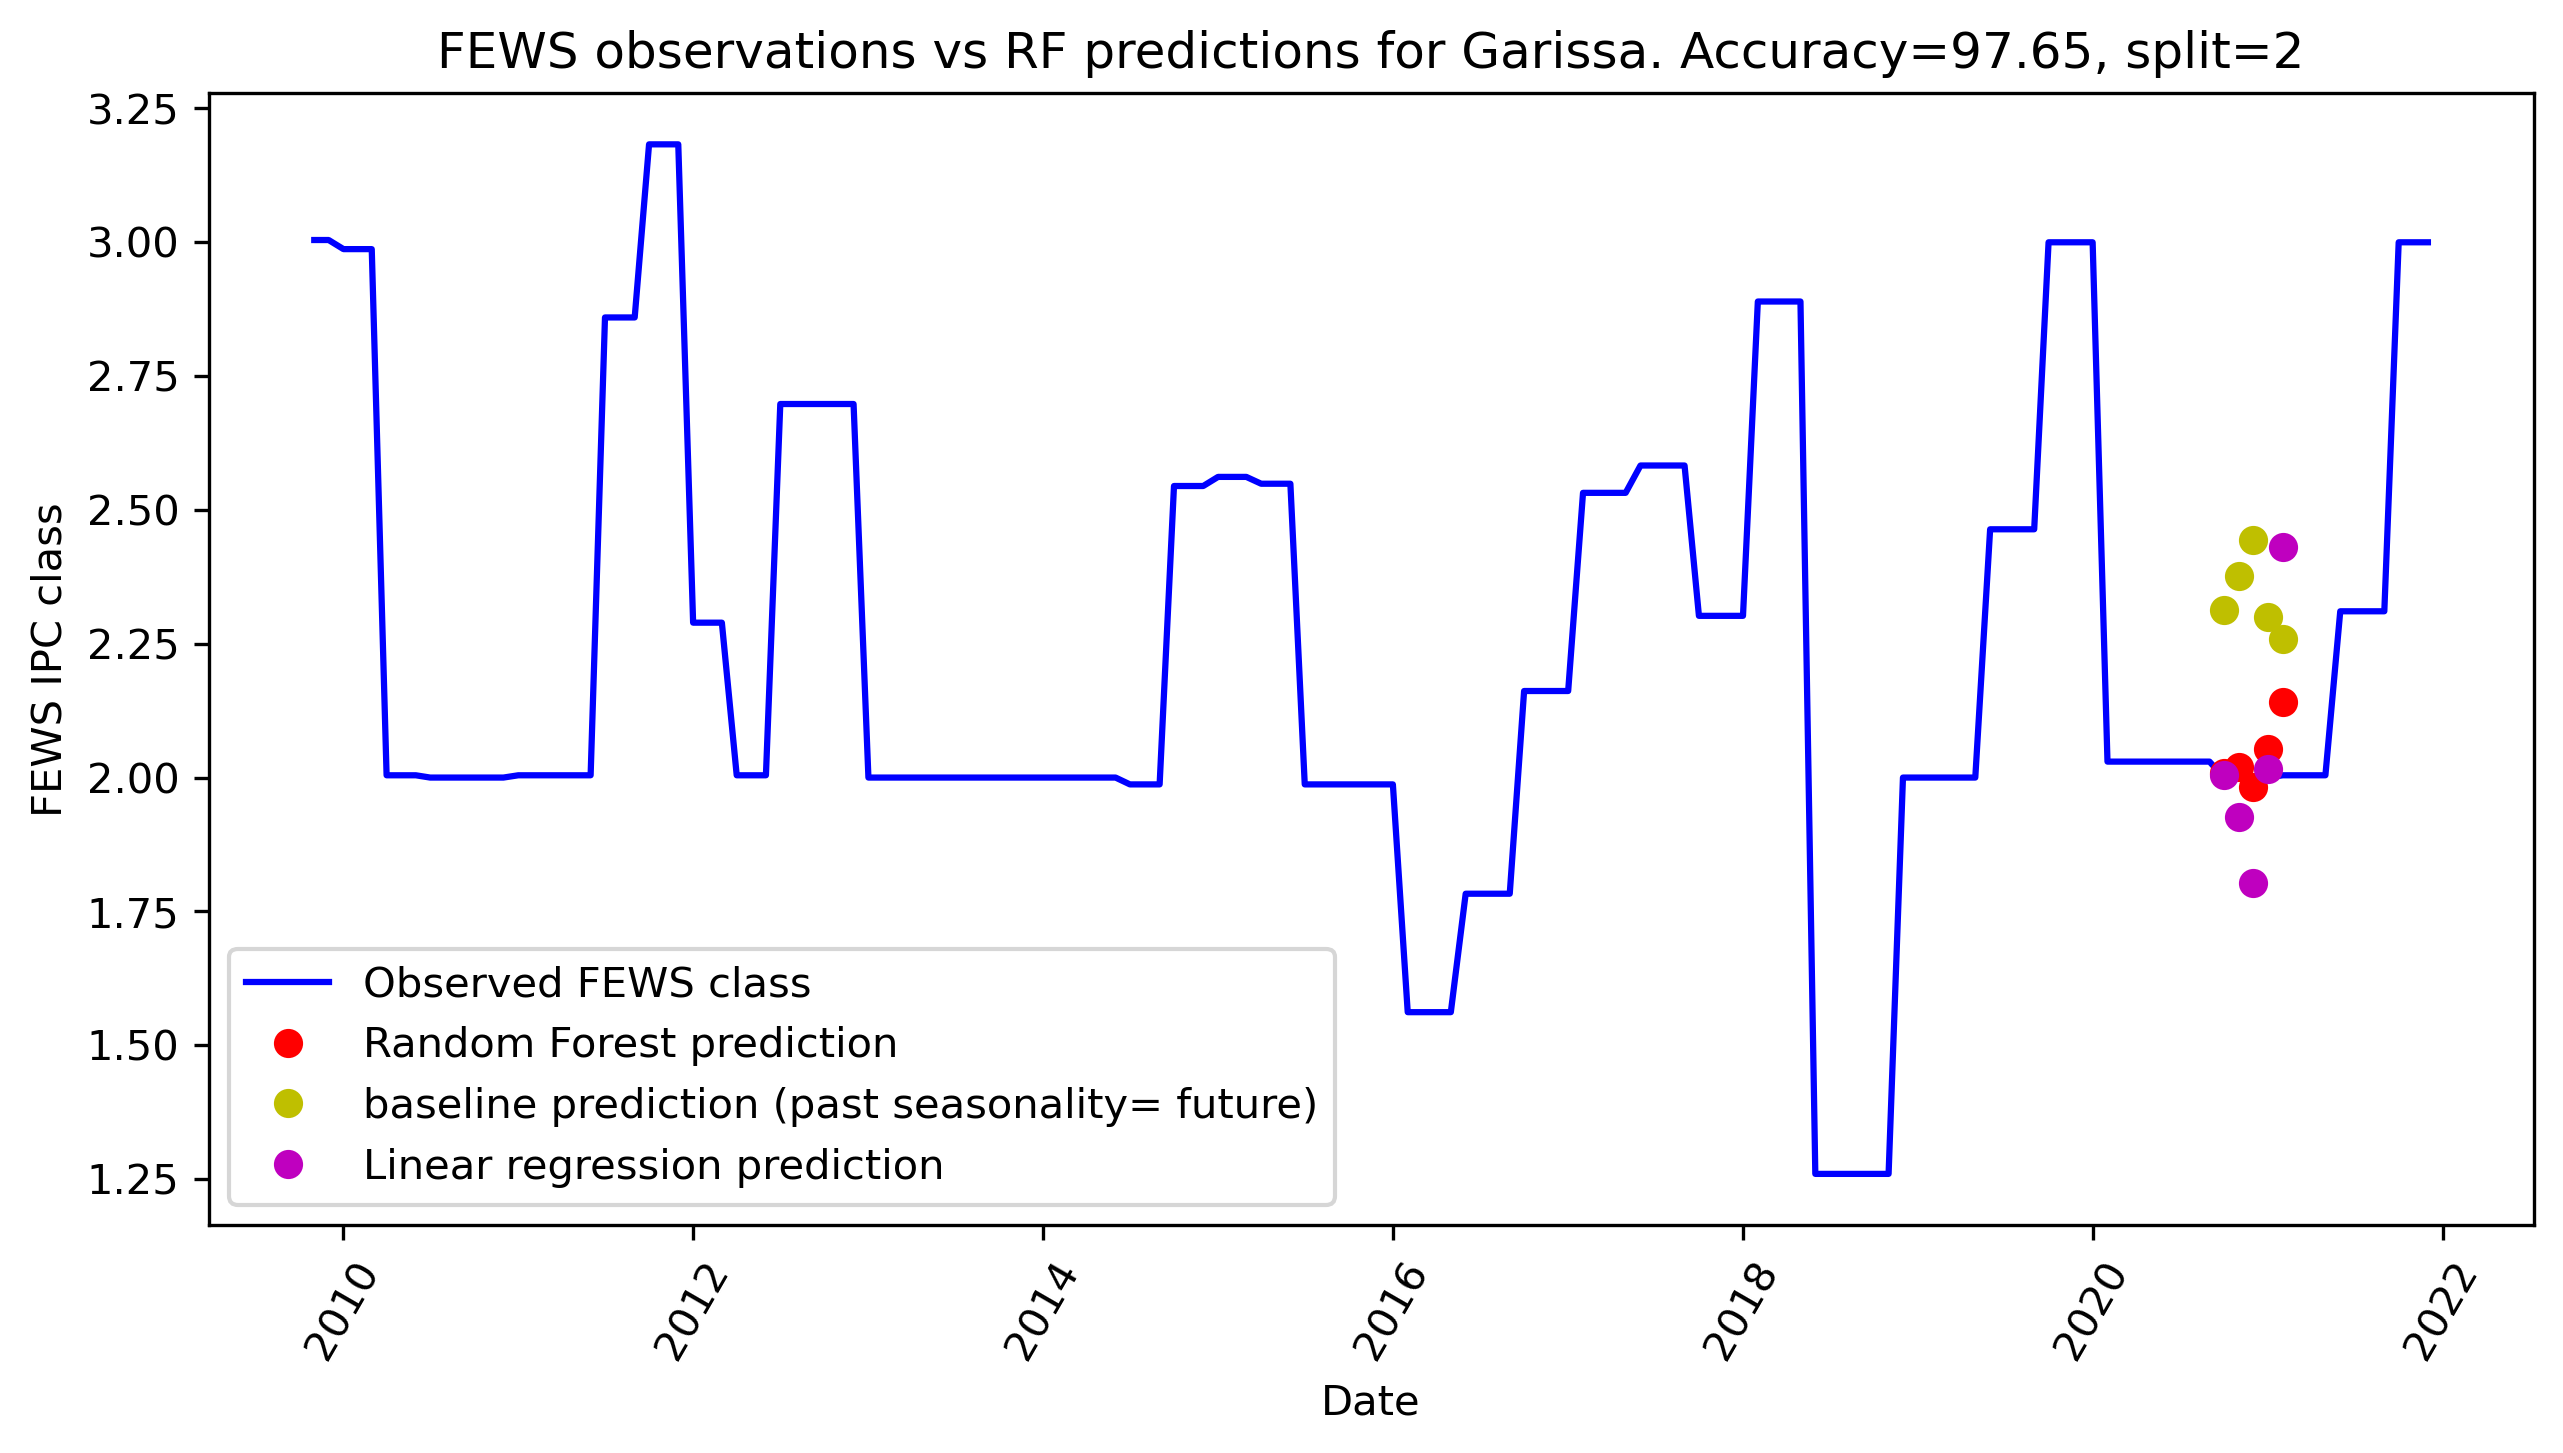 FEWS observations vs RF predictions for Garissa. Accuracy=97.65, split=2
3.25
3.00
2.75
2.50
2.25
2.00
1.75
1.50
1.25
FEWS IPC class
Observed FEWS class
Random Forest prediction
baseline prediction (past seasonality= future)
Linear regression prediction
2010
2012
2014
2016
2018
2020
2022
Date